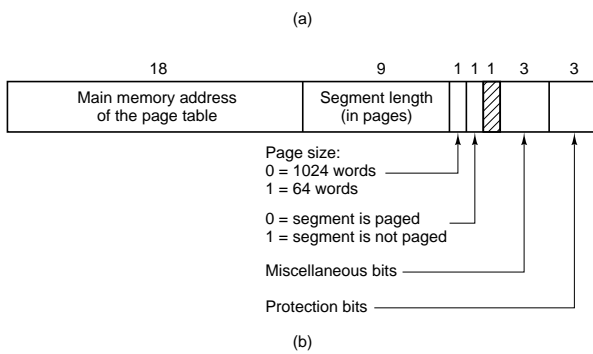 (a)
18 9 1 1 1 3 3
Main memory address
of the page table
Segment length
(in pages)
Page size:
0 = 1024 words
1 = 64 words
0 = segment is paged
1 = segment is not paged
Miscellaneous bits
Protection bits
(b)